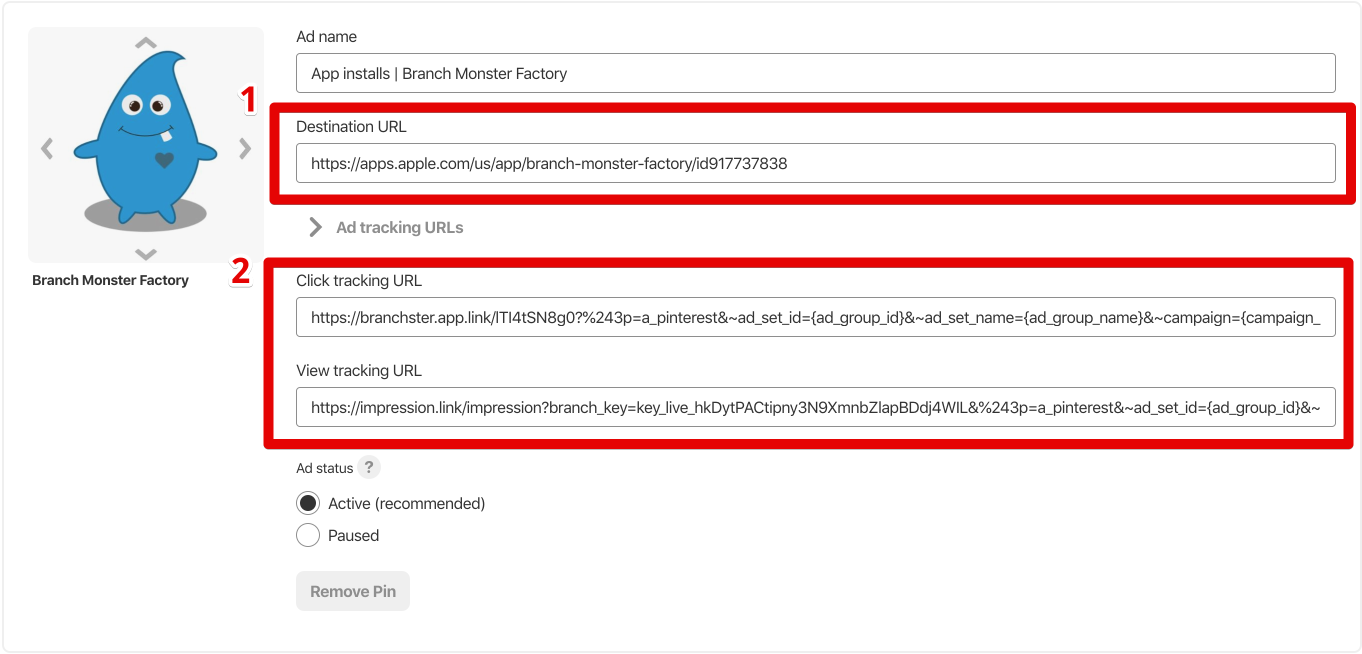 Ad name
App installs | Branch Monster Factory
1
Destination URL
https://apps.apple.com/us/app/branch-monster-factory/id917737838
Ad tracking URLs
Branch Monster Factory
2
Click tracking URL
https://branchster.app.link/lTI4tSN8g0?%243p=a_pinterest&~ad_set_id={ad_group_id}&~ad_set_name={ad_group_name}&~campaign={campaign_
View tracking URL
https://impression.link/impression?branch_key=key_live_hkDytPACtipny3N9XmnbZlapBDdj4WIL&%243p=a_pinterest&~ad_set_id={ad_group_id}&~
Ad status ?
Active (recommended)
Paused
Remove Pin